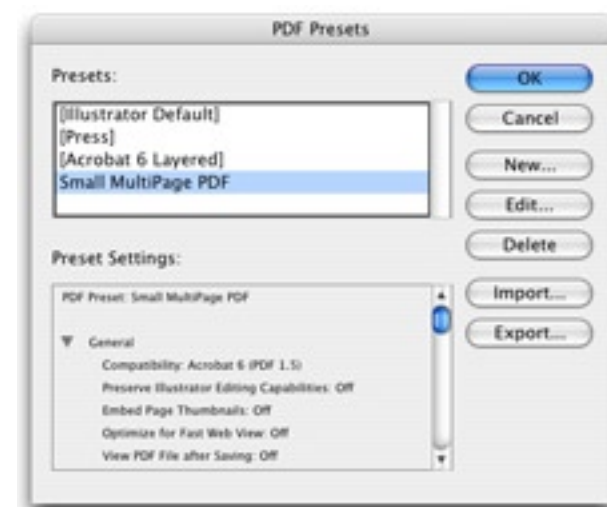 PDF Presets
Presets:
[Illustrator Default]
[Press]
[Acrobat 6 Layered]
Small MultiPage PDF
OK
Cancel
New...
Edit...
Delete
Import...
Export...
Preset Settings:
PDF Preset: Small MultiPage PDF
General
Compatibility: Acrobat 6 (PDF 1.5)
Preserve Illustrator Editing Capabilities: Off
Embed Page Thumbnails: Off
Optimize for Fast Web View: Off
View PDF File after Saving: Off